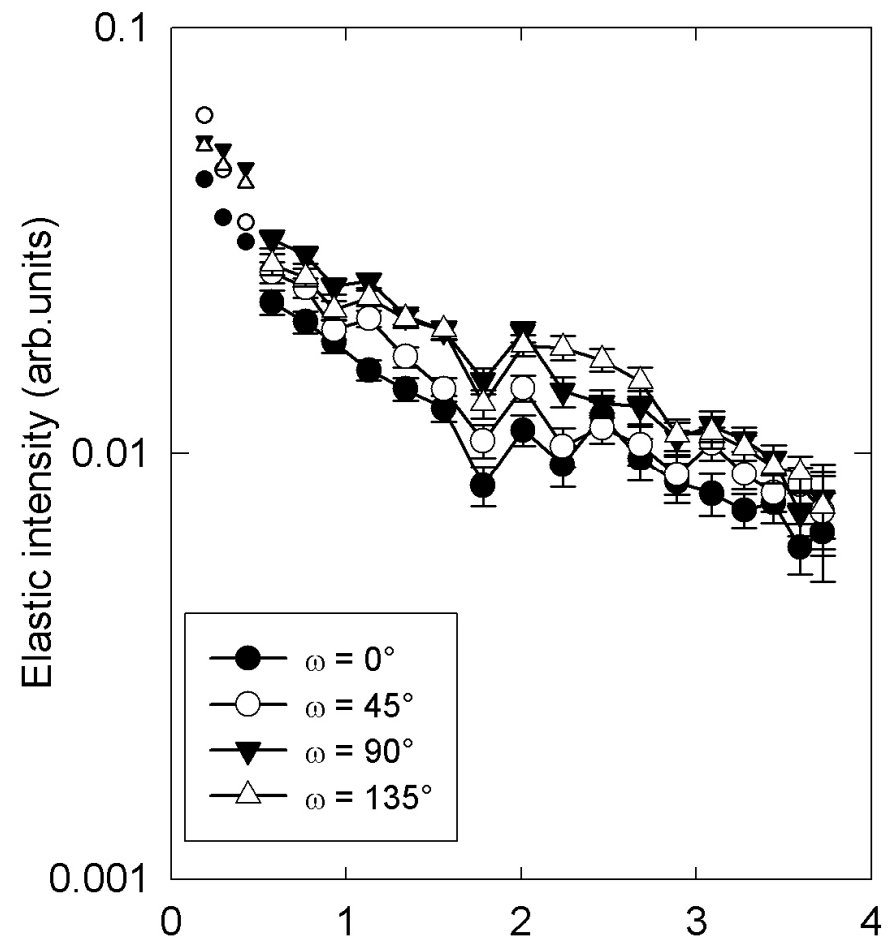 0.1
0.01
0.001
Elastic intensity (arb.units)
ω = 0°
ω = 45°
ω = 90°
ω = 135°
0 1 2 3 4